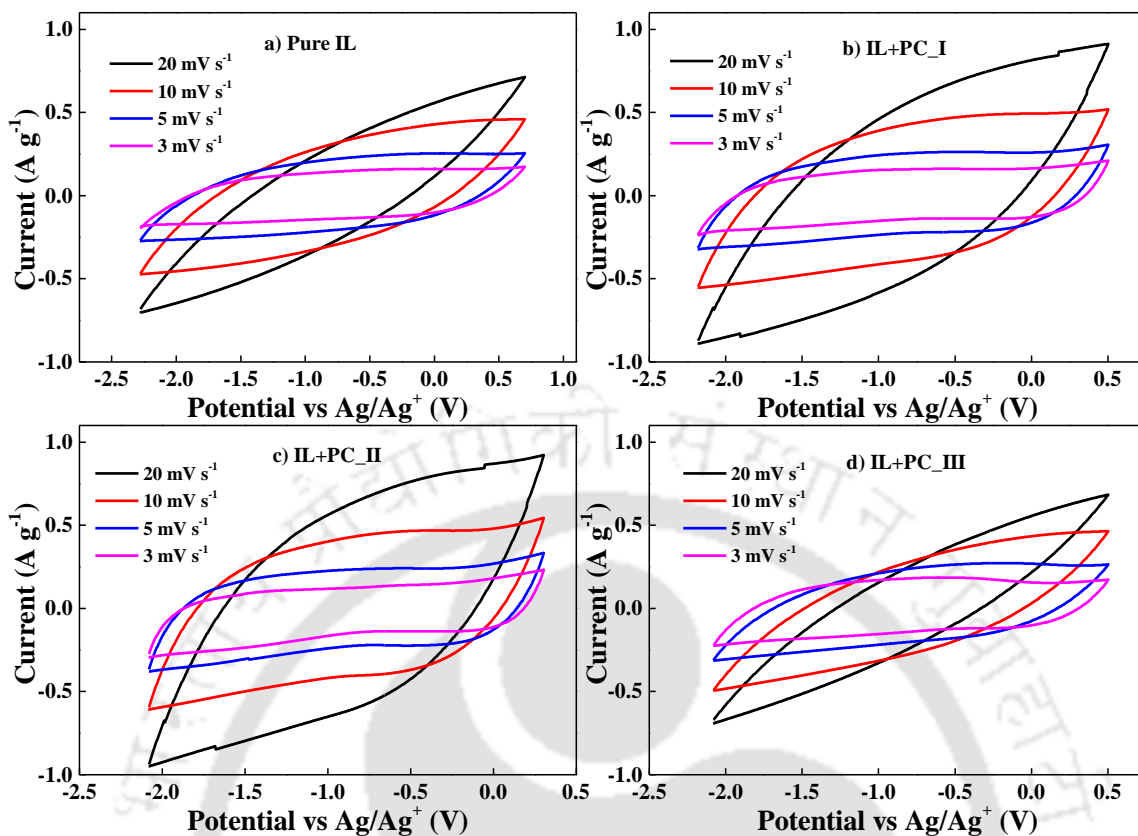 a) Pure IL
20 mV s⁻¹
10 mV s⁻¹
5 mV s⁻¹
3 mV s⁻¹
1.0
0.5
0.0
-0.5
-1.0
Current (A g⁻¹)
-2.5 -2.0 -1.5 -1.0 -0.5 0.0 0.5 1.0
Potential vs Ag/Ag⁺ (V)
b) IL+PC_I
20 mV s⁻¹
10 mV s⁻¹
5 mV s⁻¹
3 mV s⁻¹
1.0
0.5
0.0
-0.5
-1.0
Current (A g⁻¹)
-2.0 -1.5 -1.0 -0.5 0.0 0.5
Potential vs Ag/Ag⁺ (V)
c) IL+PC_II
20 mV s⁻¹
10 mV s⁻¹
5 mV s⁻¹
3 mV s⁻¹
1.0
0.5
0.0
-0.5
-1.0
Current (A g⁻¹)
-2.5 -2.0 -1.5 -1.0 -0.5 0.0 0.5
Potential vs Ag/Ag⁺ (V)
d) IL+PC_III
20 mV s⁻¹
10 mV s⁻¹
5 mV s⁻¹
3 mV s⁻¹
1.0
0.5
0.0
-0.5
-1.0
Current (A g⁻¹)
-2.0 -1.5 -1.0 -0.5 0.0 0.5
Potential vs Ag/Ag⁺ (V)